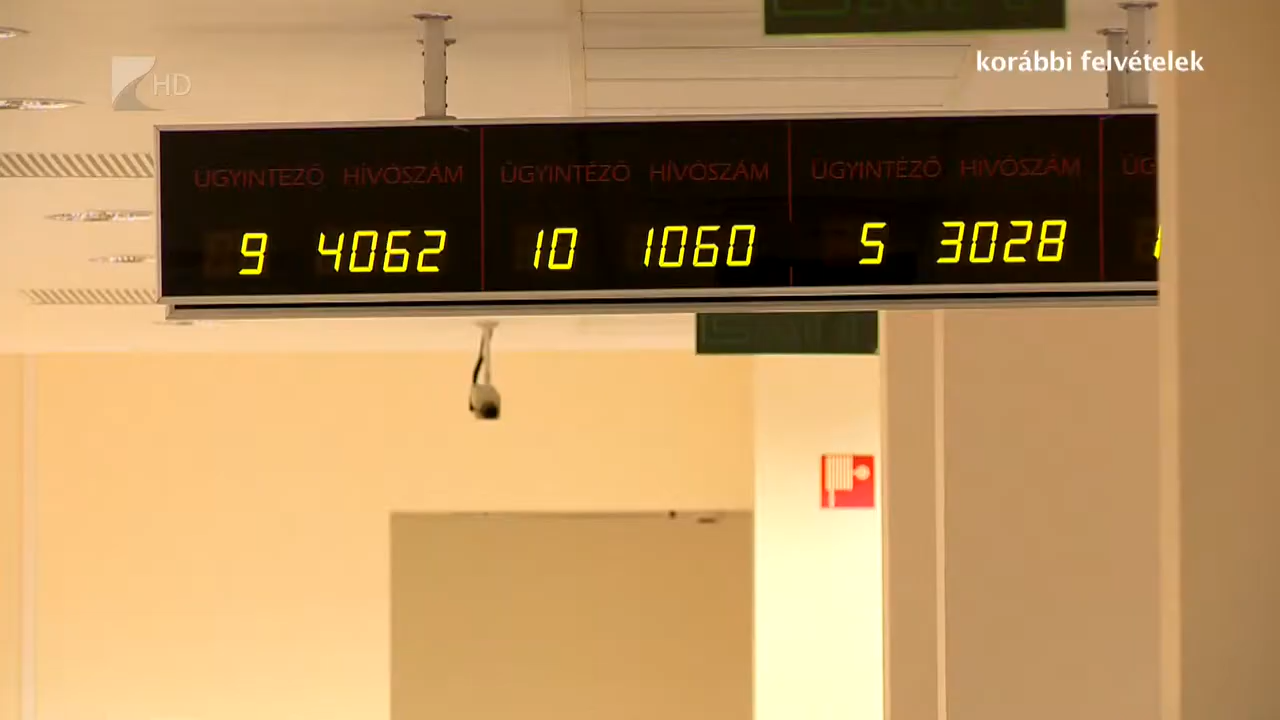 HD
korábbi felvételek
ÜGYINTÉZŐ HÍVÓSZÁM ÜGYINTÉZŐ HÍVÓSZÁM ÜGYINTÉZŐ HÍVÓSZÁM
9 4062 10 1060 5 3028